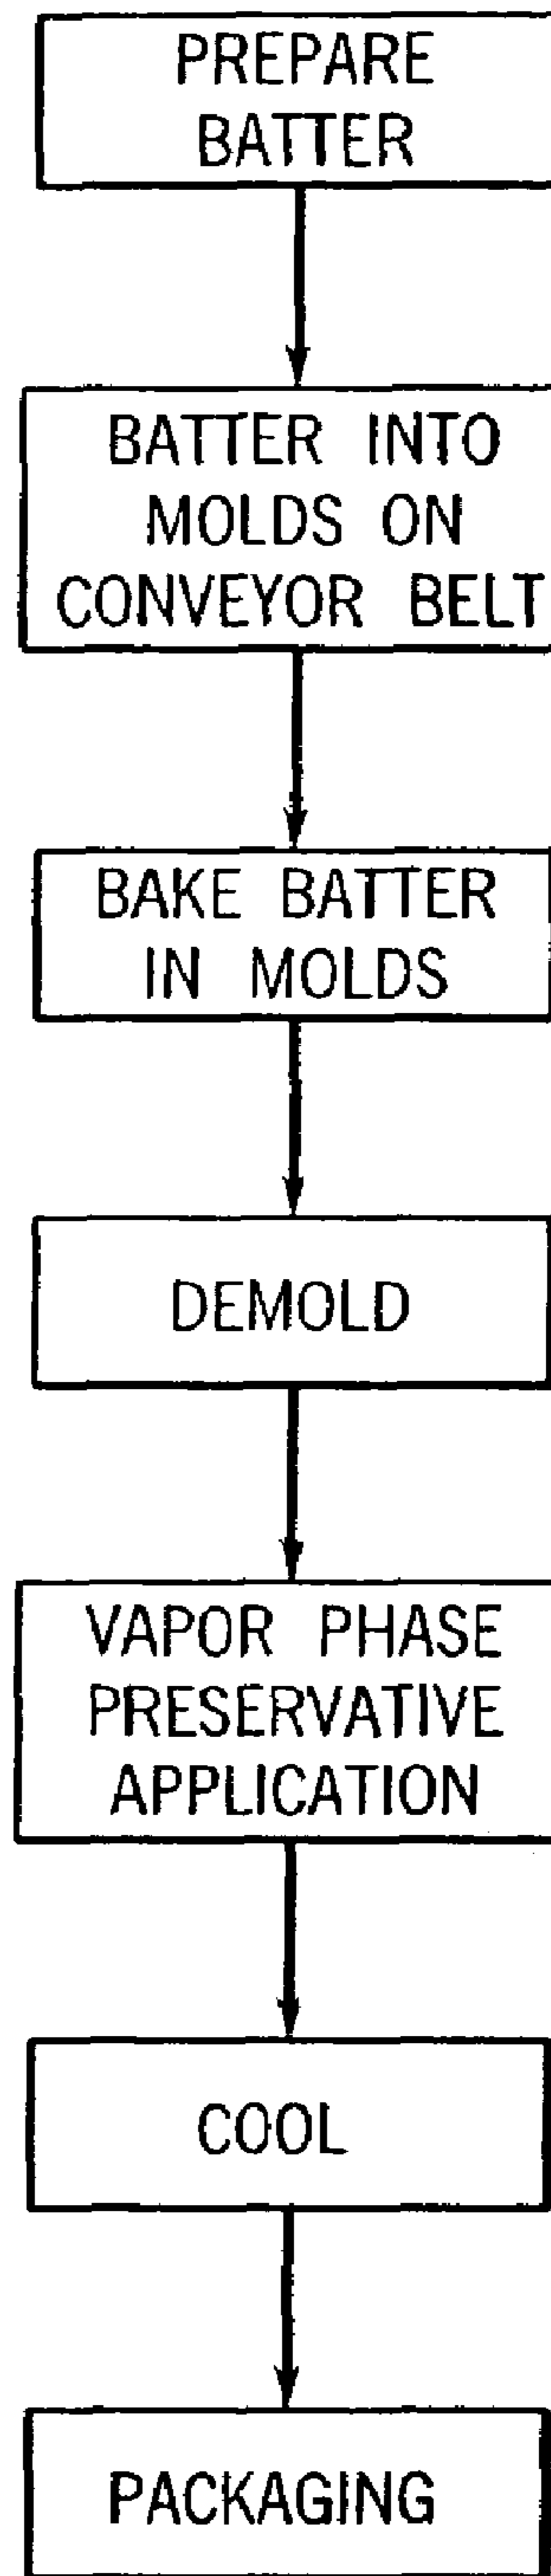 PREPARE
BATTER
BATTER INTO
MOLDS ON
CONVEYOR BELT
BAKE BATTER
IN MOLDS
DEMOLD
VAPOR PHASE
PRESERVATIVE
APPLICATION
COOL
PACKAGING